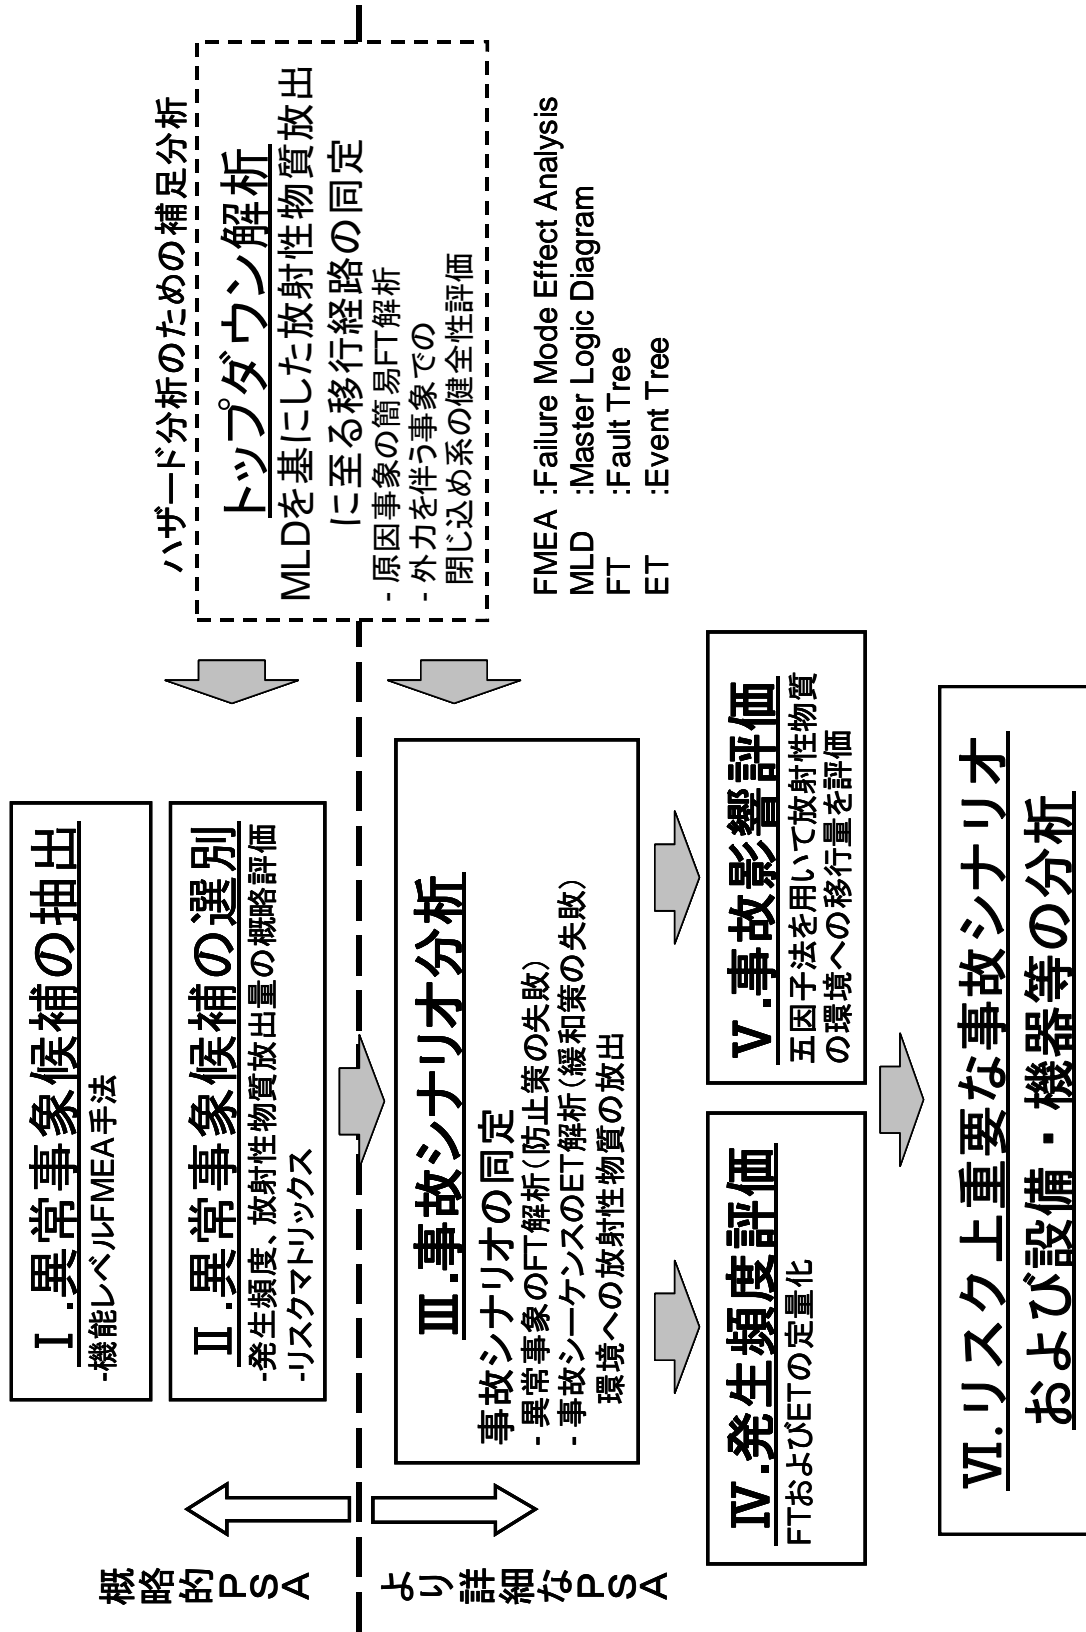 概略的PSA
より詳細なPSA
Ⅰ.異常事象候補の抽出
-機能レベルFMEA手法
Ⅱ.異常事象候補の選別
-発生頻度、放射性物質放出量の概略評価
-リスクマトリックス
Ⅲ.事故シナリオ分析
事故シナリオの同定
- 異常事象のFT解析(防止策の失敗)
- 事故シーケンスのET解析(緩和策の失敗)
環境への放射性物質の放出
Ⅳ.発生頻度評価
FTおよびETの定量化
Ⅴ.事故影響評価
五因子法を用いて放射性物質
の環境への移行量を評価
Ⅵ.リスク上重要な事故シナリオ
および設備・機器等の分析
ハザード分析のための補足分析
トップダウン解析
MLDを基にした放射性物質放出
に至る移行経路の同定
- 原因事象の簡易FT解析
- 外力を伴う事象での
閉じ込め系の健全性評価
FMEA :Failure Mode Effect Analysis
MLD :Master Logic Diagram
FT :Fault Tree
ET :Event Tree